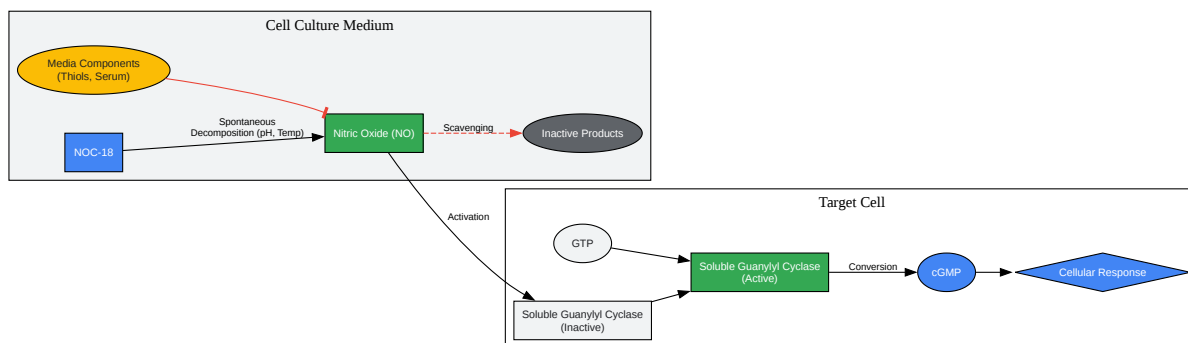 Cell Culture Medium
Media Components
(Thiols, Serum)
Spontaneous
Decomposition (pH, Temp)
NOC-18
Nitric Oxide (NO)
Scavenging
Inactive Products
Activation
Target Cell
GTP
Soluble Guanylyl Cyclase
(Active)
Conversion
cGMP
Cellular Response
Soluble Guanylyl Cyclase
(Inactive)